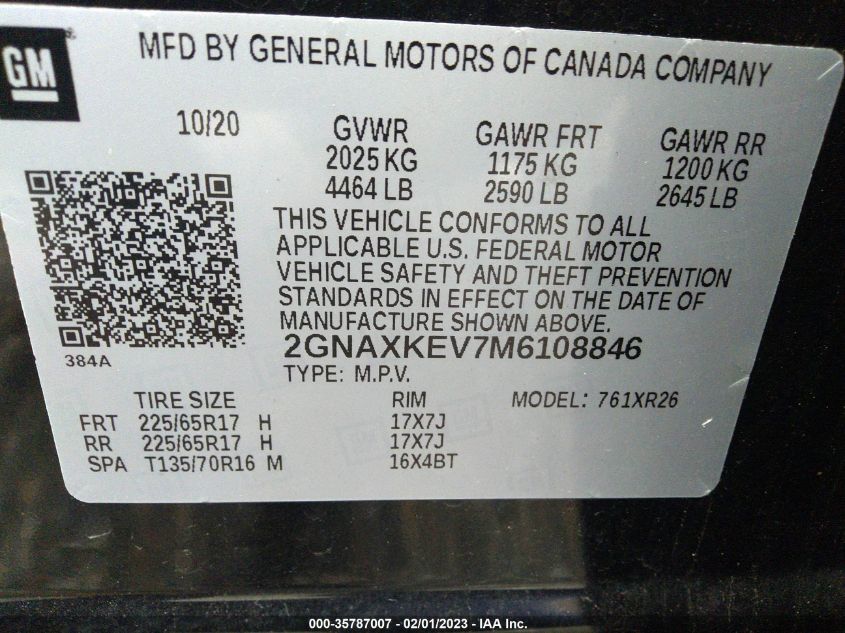 GM
MFD BY GENERAL MOTORS OF CANADA COMPANY
10/20
GVWR GAWR FRT GAWR RR
2025 KG 1175 KG 1200 KG
4464 LB 2590 LB 2645 LB
THIS VEHICLE CONFORMS TO ALL
APPLICABLE U.S. FEDERAL MOTOR
VEHICLE SAFETY AND THEFT PREVENTION
STANDARDS IN EFFECT ON THE DATE OF
MANUFACTURE SHOWN ABOVE.
384A
2GNAXKEV7M6108846
TYPE: M.P.V.
TIRE SIZE RIM MODEL: 761XR26
FRT 225/65R17 H 17X7J
RR 225/65R17 H 17X7J
SPA T135/70R16 M 16X4BT
000-35787007 - 02/01/2023 - IAA Inc.